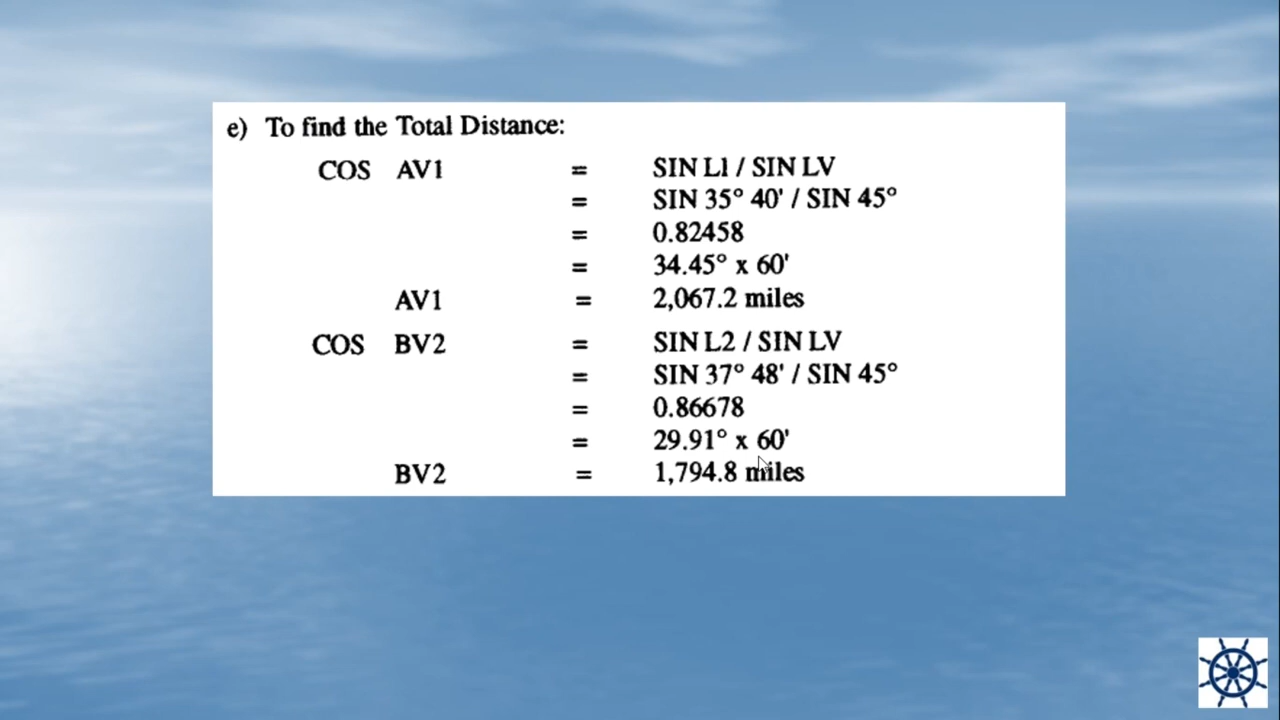 e) To find the Total Distance:
COS AV1 = SIN L1 / SIN LV
= SIN 35° 40' / SIN 45°
= 0.82458
= 34.45° x 60'
AV1 = 2,067.2 miles
COS BV2 = SIN L2 / SIN LV
= SIN 37° 48' / SIN 45°
= 0.86678
= 29.91° x 60'
BV2 = 1,794.8 miles